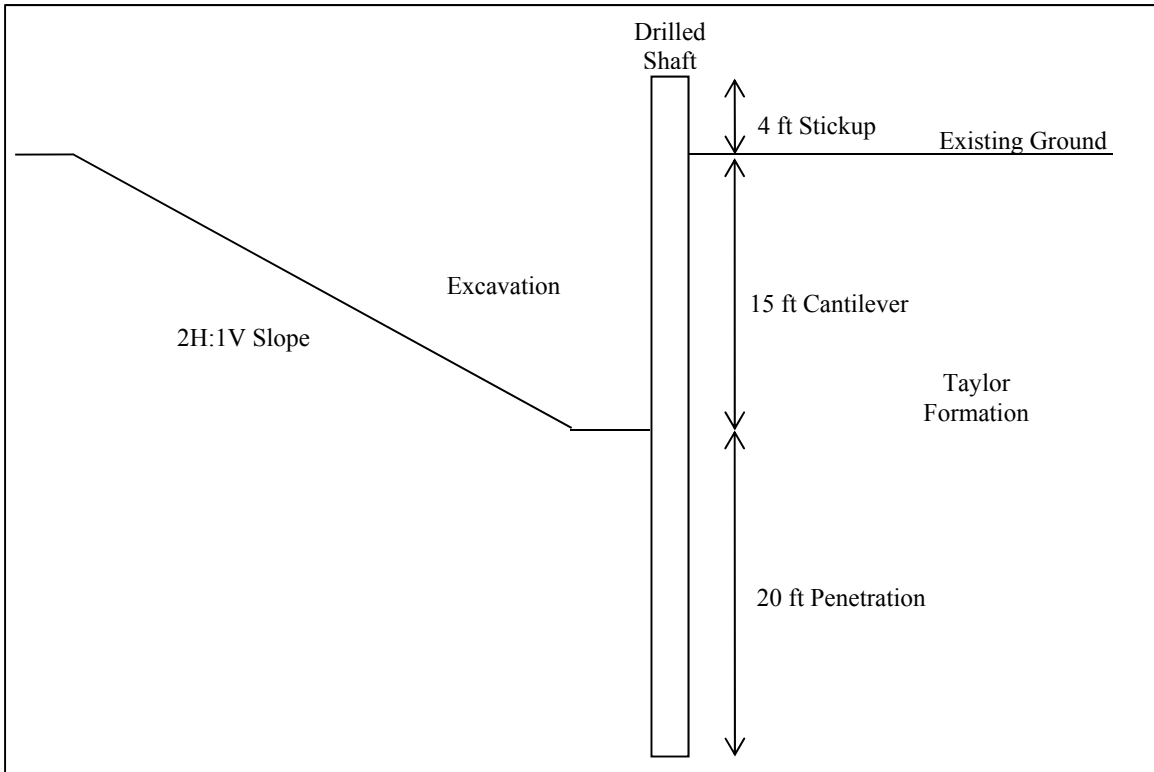 Drilled
Shaft
4 ft Stickup
Existing Ground
Excavation
15 ft Cantilever
2H:1V Slope
Taylor
Formation
20 ft Penetration